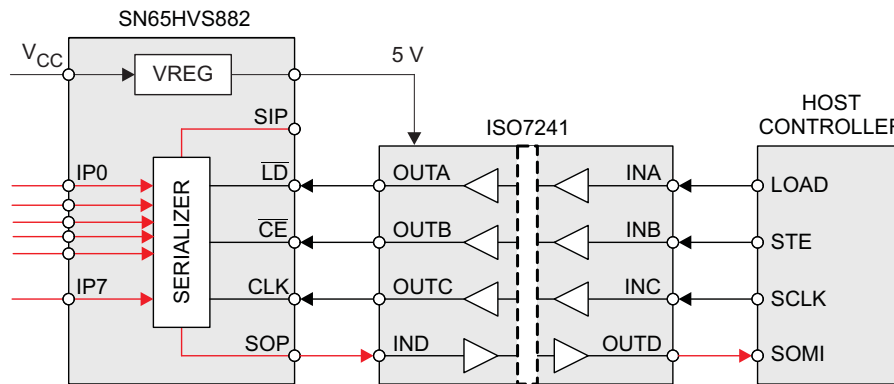 SN65HVS882
VCC
VREG
5 V
SIP
ISO7241
HOST
CONTROLLER
IP0
LD
OUTA
INA
LOAD
SERIALIZER
CE
OUTB
INB
STE
IP7
CLK
OUTC
INC
SCLK
SOP
IND
OUTD
SOMI